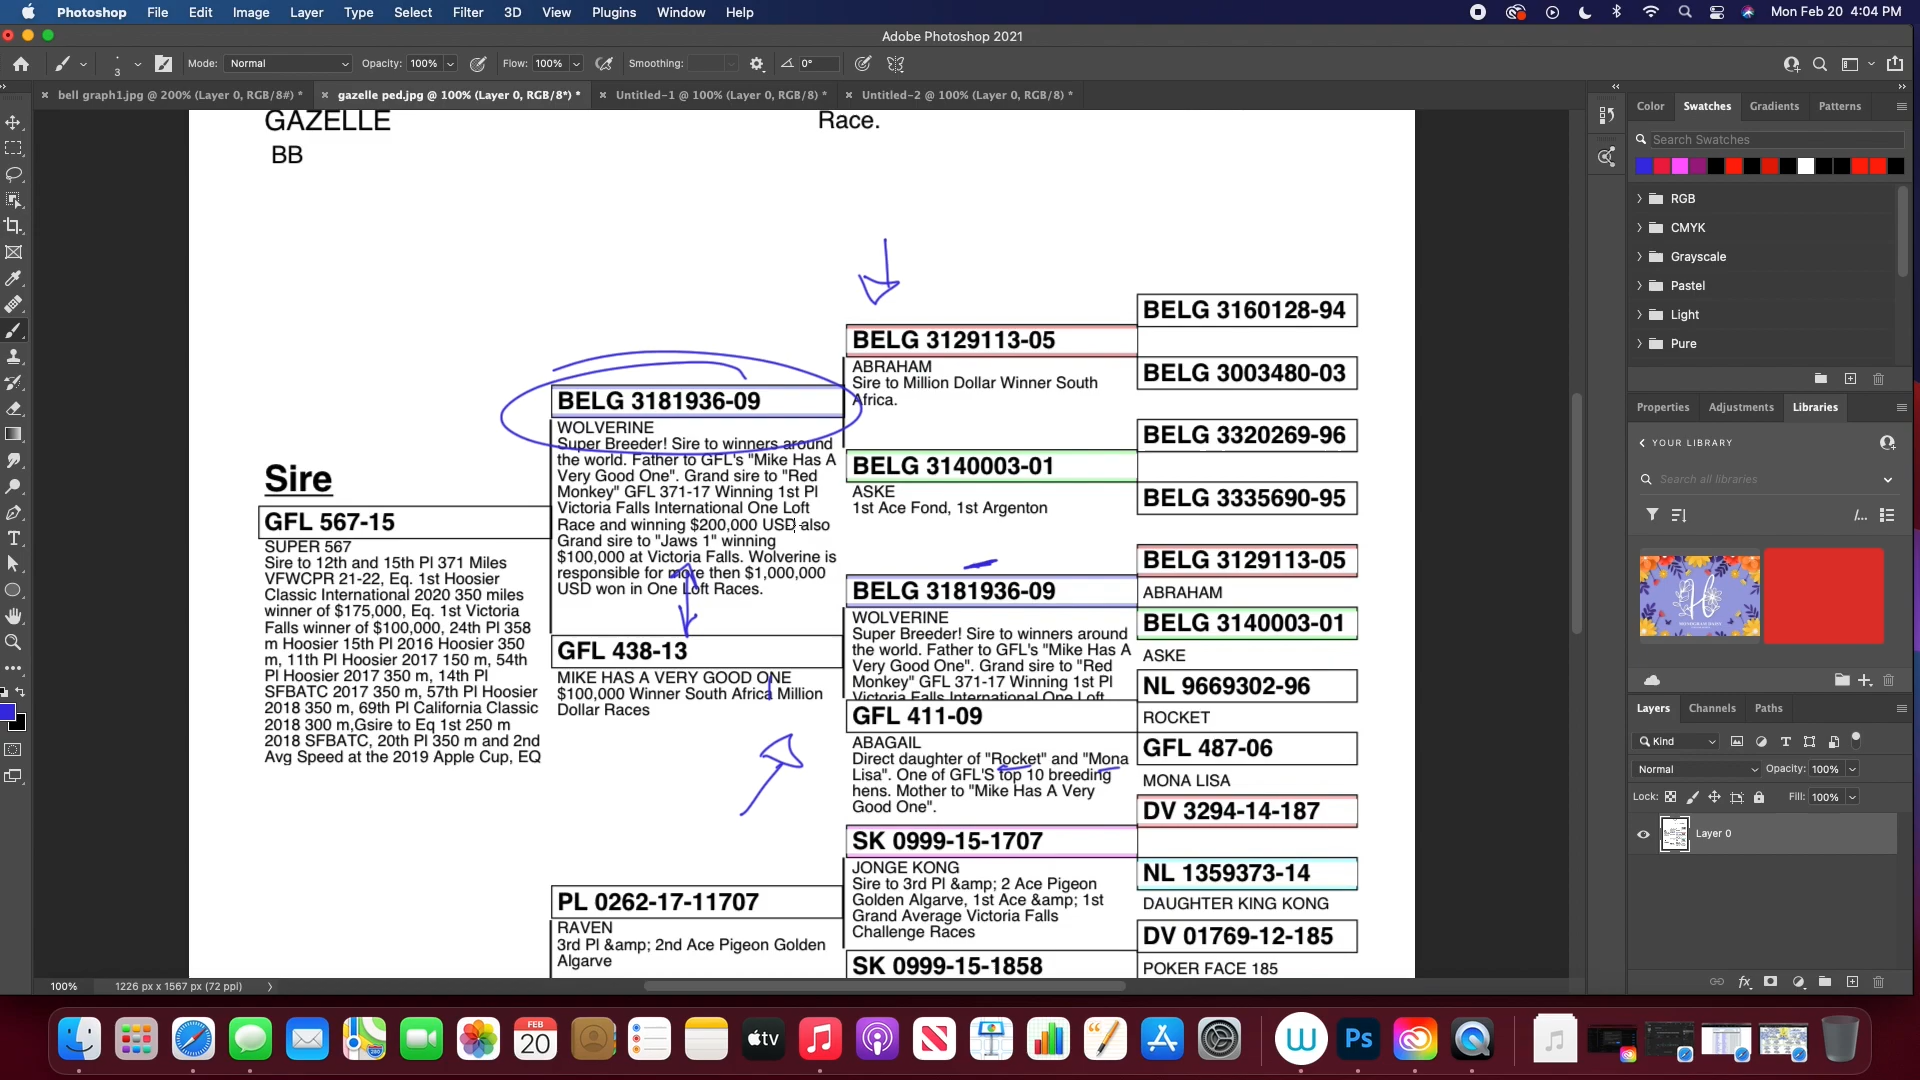 Photoshop File Edit Image Layer Type Select Filter 3D View Plugins Window Help Mon Feb 20 4:04 PM
Adobe Photoshop 2021
3 Mode: Normal Opacity: 100% Flow: 100% Smoothing: 0°
bell graph1.jpg @ 200% (Layer 0, RGB/8#) * gazelle ped.jpg @ 100% (Layer 0, RGB/8*) * Untitled-1 @ 100% (Layer 0, RGB/8) * Untitled-2 @ 100% (Layer 0, RGB/8) *
GAZELLE
BB
Race.
Sire
GFL 567-15
SUPER 567
Sire to 12th and 15th Pl 371 Miles
VFWCPR 21-22, Eq. 1st Hoosier
Classic International 2020 350 miles
winner of $175,000, Eq. 1st Victoria
Falls winner of $100,000, 24th Pl 358
m Hoosier 15th Pl 2016 Hoosier 350
m, 11th Pl Hoosier 2017 150 m, 54th
Pl Hoosier 2017 350 m, 14th Pl
SFBATC 2017 350 m, 57th Pl Hoosier
2018 350 m, 69th Pl California Classic
2018 300 m,Gsire to Eq 1st 250 m
2018 SFBATC, 20th Pl 350 m and 2nd
Avg Speed at the 2019 Apple Cup, EQ
BELG 3181936-09
WOLVERINE
Super Breeder! Sire to winners around
the world. Father to GFL's "Mike Has A
Very Good One". Grand sire to "Red
Monkey" GFL 371-17 Winning 1st Pl
Victoria Falls International One Loft
Race and winning $200,000 USD also
Grand sire to "Jaws 1" winning
$100,000 at Victoria Falls. Wolverine is
responsible for more then $1,000,000
USD won in One Loft Races.
GFL 438-13
MIKE HAS A VERY GOOD ONE
$100,000 Winner South Africa Million
Dollar Races
PL 0262-17-11707
RAVEN
3rd Pl &amp; 2nd Ace Pigeon Golden
Algarve
BELG 3129113-05
ABRAHAM
Sire to Million Dollar Winner South
Africa.
BELG 3140003-01
ASKE
1st Ace Fond, 1st Argenton
BELG 3181936-09
WOLVERINE
Super Breeder! Sire to winners around
the world. Father to GFL's "Mike Has A
Very Good One". Grand sire to "Red
Monkey" GFL 371-17 Winning 1st Pl
Victoria Falls International One Loft
GFL 411-09
ABAGAIL
Direct daughter of "Rocket" and "Mona
Lisa". One of GFL'S top 10 breeding
hens. Mother to "Mike Has A Very
Good One".
SK 0999-15-1707
JONGE KONG
Sire to 3rd Pl &amp; 2 Ace Pigeon
Golden Algarve, 1st Ace &amp; 1st
Grand Average Victoria Falls
Challenge Races
SK 0999-15-1858
BELG 3160128-94
BELG 3003480-03
BELG 3320269-96
BELG 3335690-95
BELG 3129113-05
ABRAHAM
BELG 3140003-01
ASKE
NL 9669302-96
ROCKET
GFL 487-06
MONA LISA
DV 3294-14-187
NL 1359373-14
DAUGHTER KING KONG
DV 01769-12-185
POKER FACE 185
100% 1226 px x 1567 px (72 ppi)
Color Swatches Gradients Patterns
Search Swatches
RGB
CMYK
Grayscale
Pastel
Light
Pure
Properties Adjustments Libraries
YOUR LIBRARY
Search all libraries
H
Layers Channels Paths
Kind
Normal Opacity: 100%
Lock: Fill: 100%
Layer 0
FEB
20
tv
W
Ps